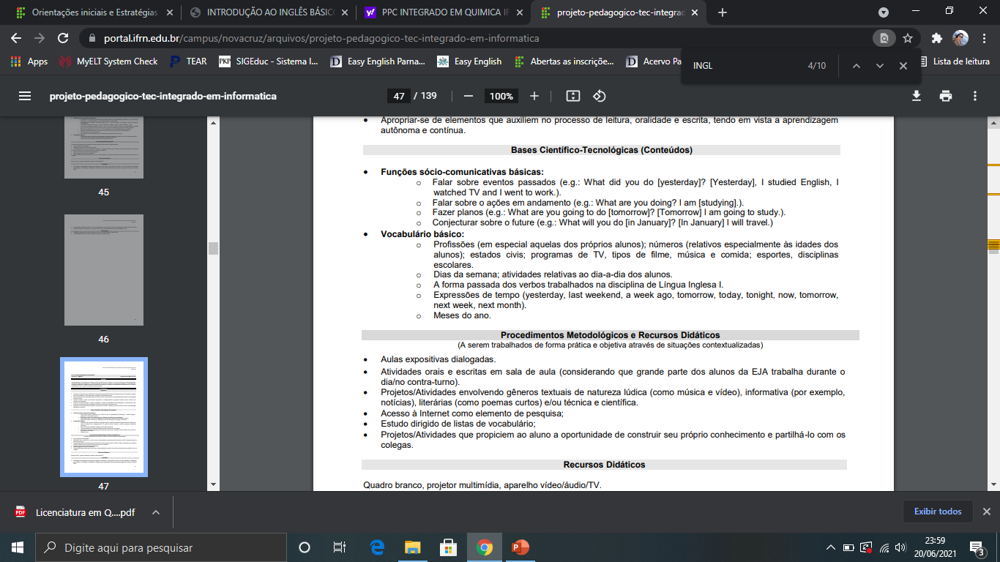 Orientações iniciais e Estratégias
INTRODUÇÃO AO INGLÊS BÁSICO
PPC INTEGRADO EM QUIMICA IF
projeto-pedagogico-tec-integrad
portal.ifrn.edu.br/campus/novacruz/arquivos/projeto-pedagogico-tec-integrado-em-informatica
Apps
MyELT System Check
TEAR
SIGEduc - Sistema I...
Easy English Parna...
Easy English
Abertas as inscriçõe...
Acervo Pa
Lista de leitura
INGL
4/10
projeto-pedagogico-tec-integrado-em-informatica
47 / 139
100%
45
46
47
• Apropriar-se de elementos que auxiliem no processo de leitura, oralidade e escrita, tendo em vista a aprendizagem
autônoma e contínua.
Bases Científico-Tecnológicas (Conteúdos)
• Funções sócio-comunicativas básicas:
o Falar sobre eventos passados (e.g.: What did you do [yesterday]? [Yesterday], I studied English, I
watched TV and I went to work.).
o Falar sobre o ações em andamento (e.g.: What are you doing? I am [studying].).
o Fazer planos (e.g.: What are you going to do [tomorrow]? [Tomorrow] I am going to study.).
o Conjecturar sobre o future (e.g.: What will you do [in January]? [In January] I will travel.)
• Vocabulário básico:
o Profissões (em especial aquelas dos próprios alunos); números (relativos especialmente às idades dos
alunos); estados civis; programas de TV, tipos de filme, música e comida; esportes, disciplinas
escolares.
o Dias da semana; atividades relativas ao dia-a-dia dos alunos.
o A forma passada dos verbos trabalhados na disciplina de Língua Inglesa I.
o Expressões de tempo (yesterday, last weekend, a week ago, tomorrow, today, tonight, now, tomorrow,
next week, next month).
o Meses do ano.
Procedimentos Metodológicos e Recursos Didáticos
(A serem trabalhados de forma prática e objetiva através de situações contextualizadas)
• Aulas expositivas dialogadas.
• Atividades orais e escritas em sala de aula (considerando que grande parte dos alunos da EJA trabalha durante o
dia/no contra-turno).
• Projetos/Atividades envolvendo gêneros textuais de natureza lúdica (como música e vídeo), informativa (por exemplo,
notícias), literárias (como poemas curtos) e/ou técnica e científica.
• Acesso à Internet como elemento de pesquisa;
• Estudo dirigido de listas de vocabulário;
• Projetos/Atividades que propiciem ao aluno a oportunidade de construir seu próprio conhecimento e partilhá-lo com os
colegas.
Recursos Didáticos
Quadro branco, projetor multimídia, aparelho vídeo/áudio/TV.
PDF
Licenciatura em Q....pdf
Exibir todos
Digite aqui para pesquisar
23:59
20/06/2021
3